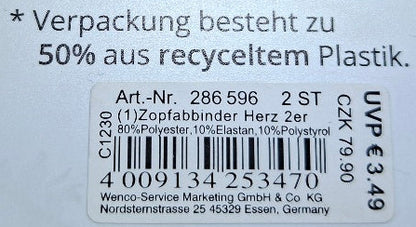 * Verpackung besteht zu
50% aus recyceltem Plastik.
Art.-Nr. 286 596 2 ST
(1)Zopfabbinder Herz 2er
80%Polyester,10%Elastan,10%Polystyrol
C1230
4 009134 253470
Wenco-Service Marketing GmbH & Co KG
Nordsternstrasse 25 45329 Essen, Germany
CZK 79.90
UVP € 3,49